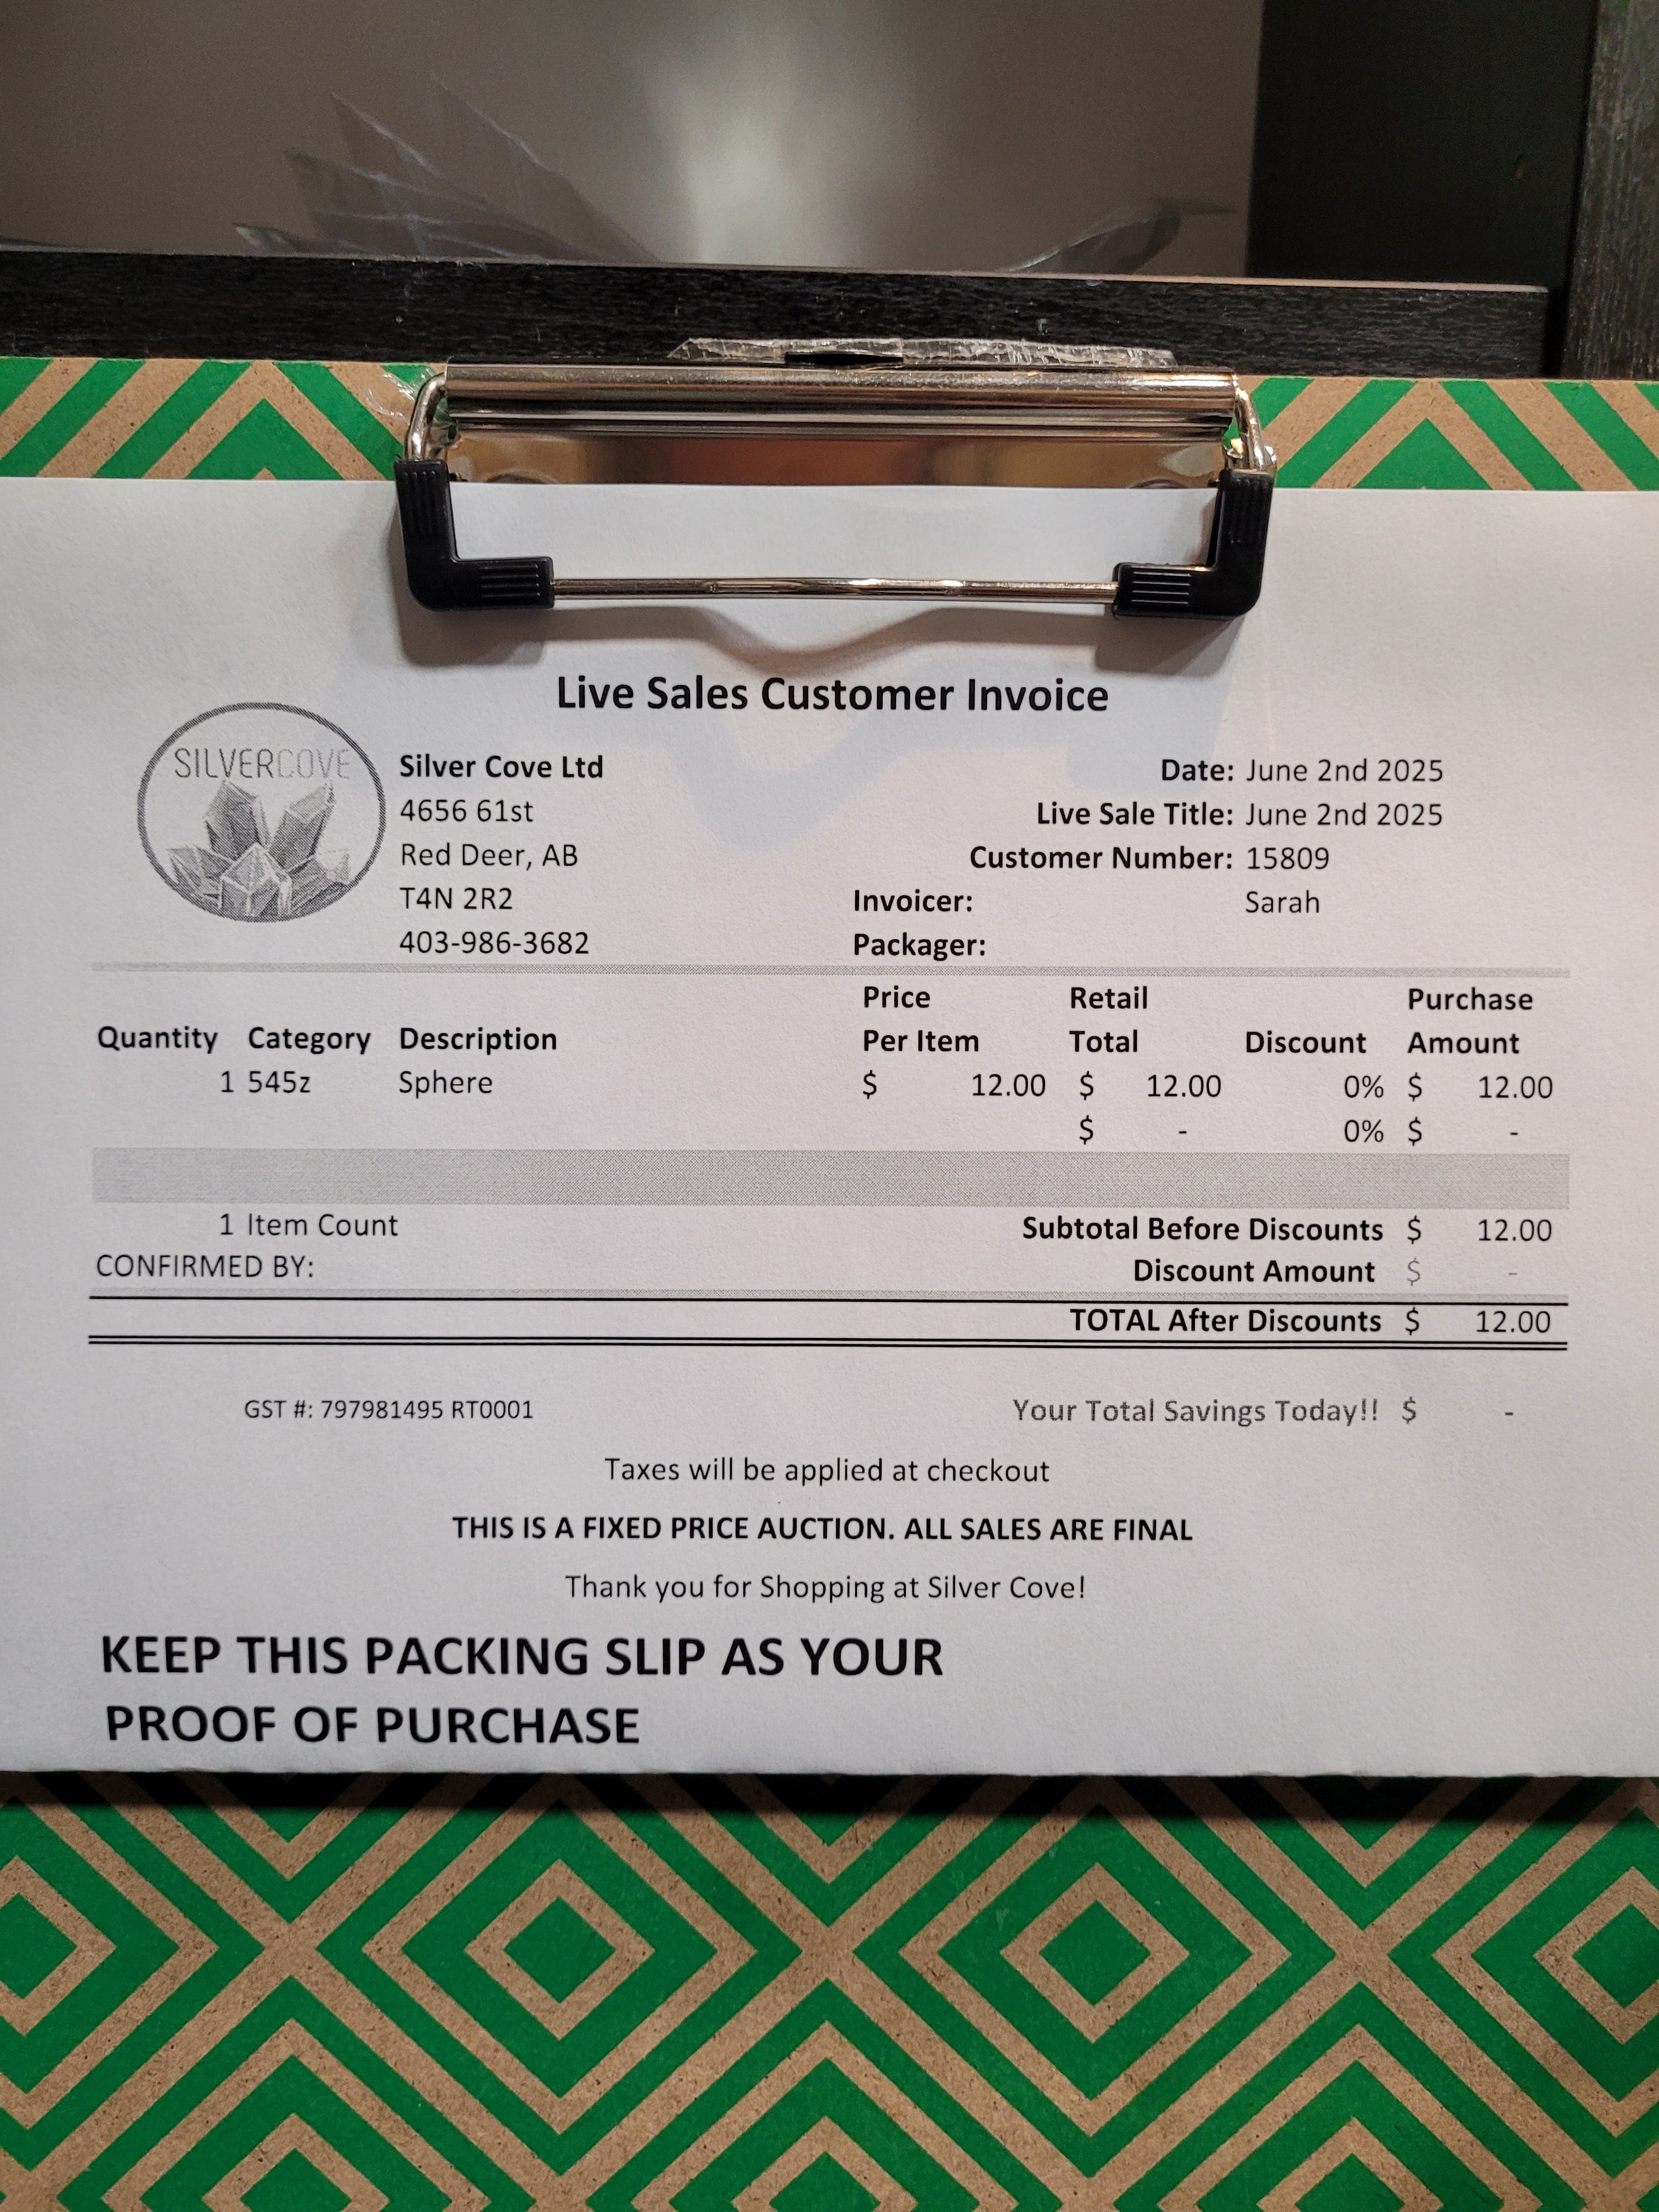 Live Sales Customer Invoice
SILVERCOVE
Silver Cove Ltd
4656 61st
Red Deer, AB
T4N 2R2
403-986-3682
Date: June 2nd 2025
Live Sale Title: June 2nd 2025
Customer Number: 15809
Invoicer: Sarah
Packager:
Quantity Category Description Price Per Item Retail Total Discount Purchase Amount
1 545z Sphere $ 12.00 $ 12.00 0% $ 12.00
$ - 0% $ -
1 Item Count Subtotal Before Discounts $ 12.00
CONFIRMED BY: Discount Amount $ -
TOTAL After Discounts $ 12.00
GST #: 797981495 RT0001 Your Total Savings Today!! $ -
Taxes will be applied at checkout
THIS IS A FIXED PRICE AUCTION. ALL SALES ARE FINAL
Thank you for Shopping at Silver Cove!
KEEP THIS PACKING SLIP AS YOUR
PROOF OF PURCHASE